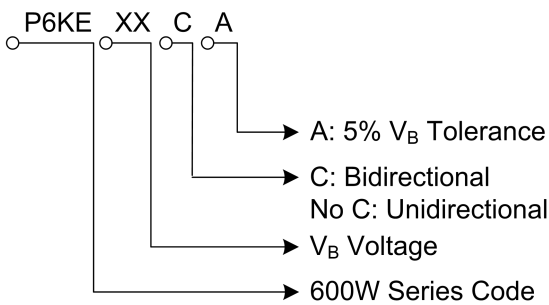 P6KE XX C A
A: 5% VB Tolerance
C: Bidirectional
No C: Unidirectional
VB Voltage
600W Series Code